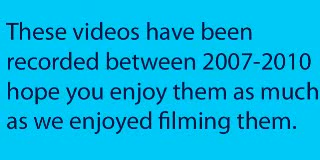 These videos have been
recorded between 2007-2010
hope you enjoy them as much
as we enjoyed filming them.